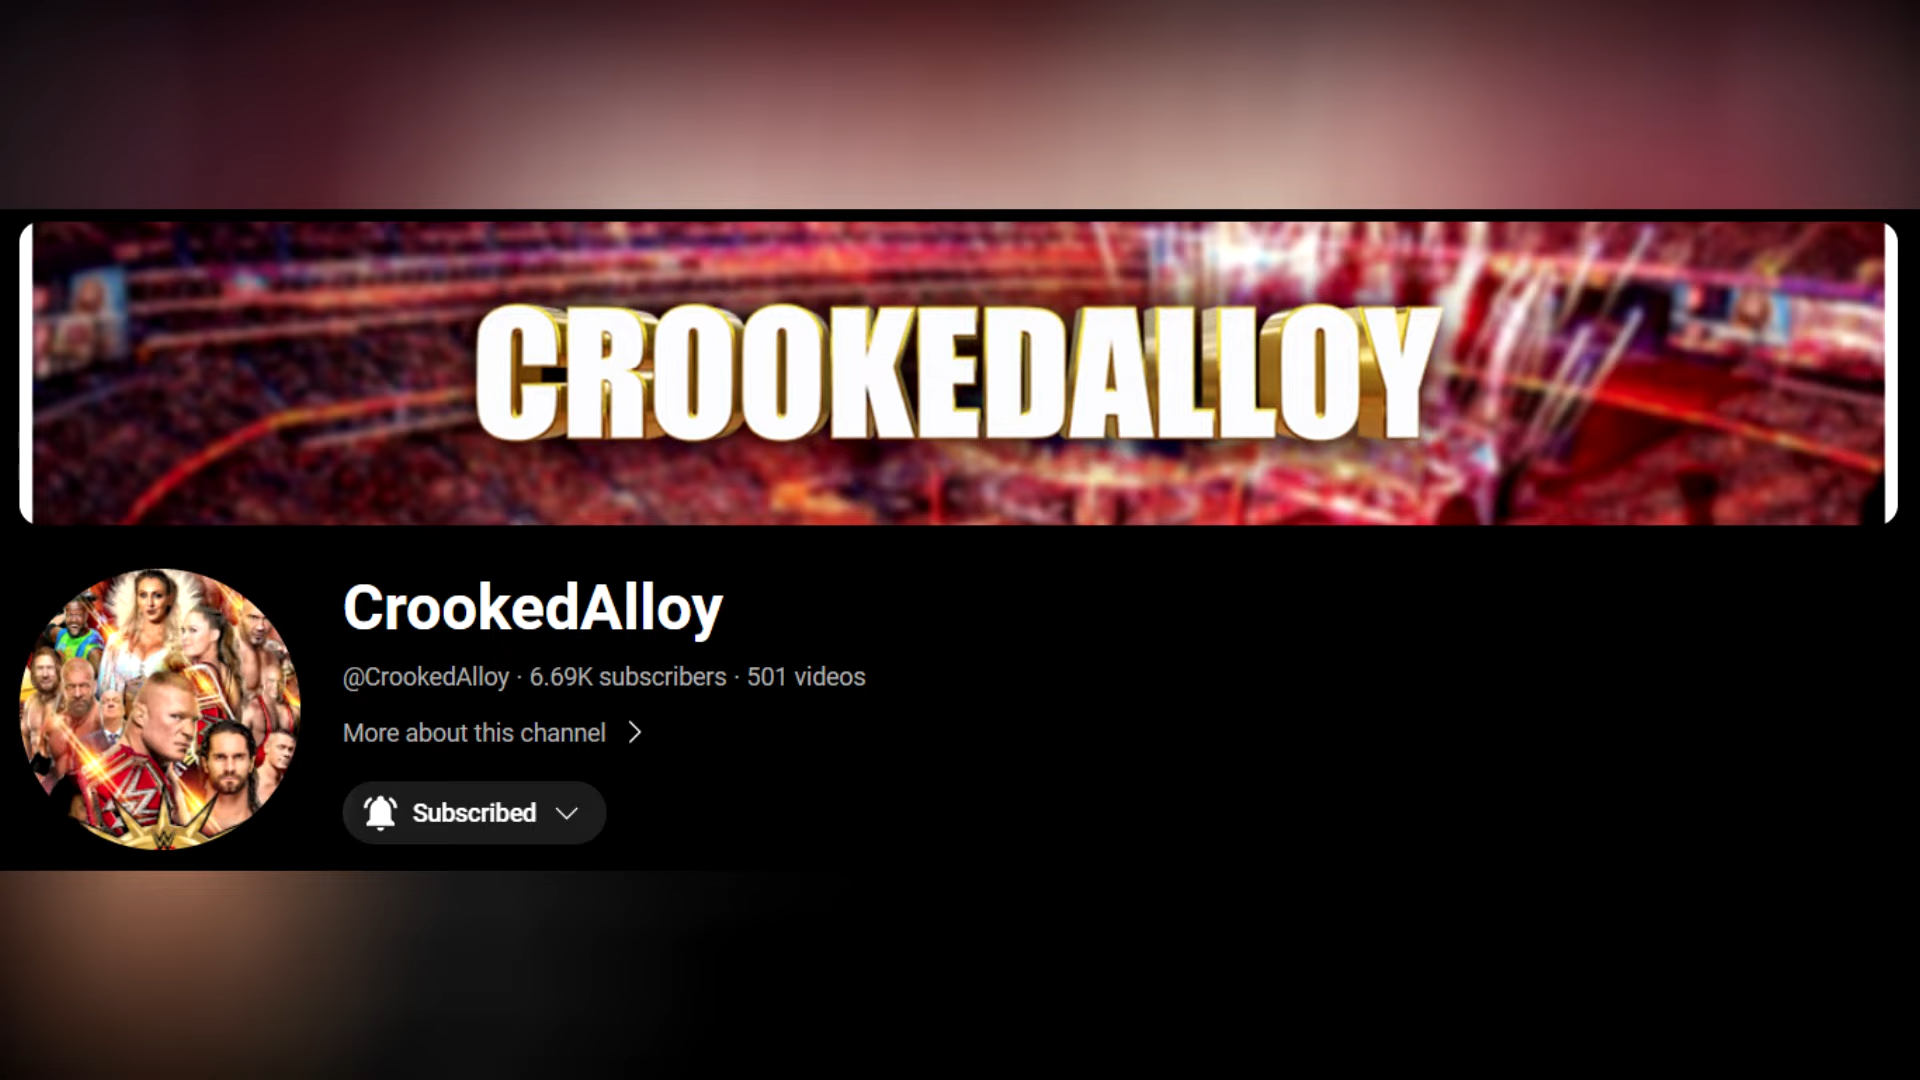 CROOKEDALLOY
CrookedAlloy
@CrookedAlloy · 6.69K subscribers · 501 videos
More about this channel
Subscribed